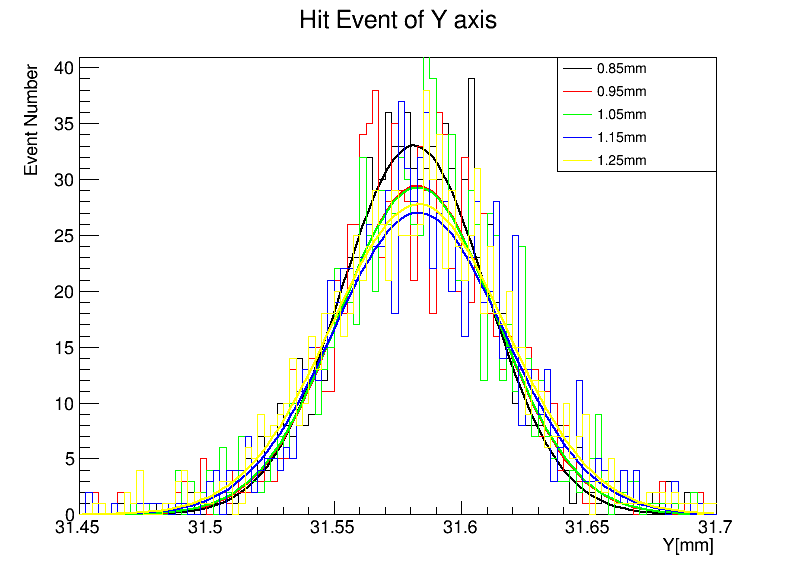 Hit Event of Y axis
Event Number
40
35
30
25
20
15
10
5
0
0.85mm
0.95mm
1.05mm
1.15mm
1.25mm
31.45
31.5
31.55
31.6
31.65
31.7
Y[mm]